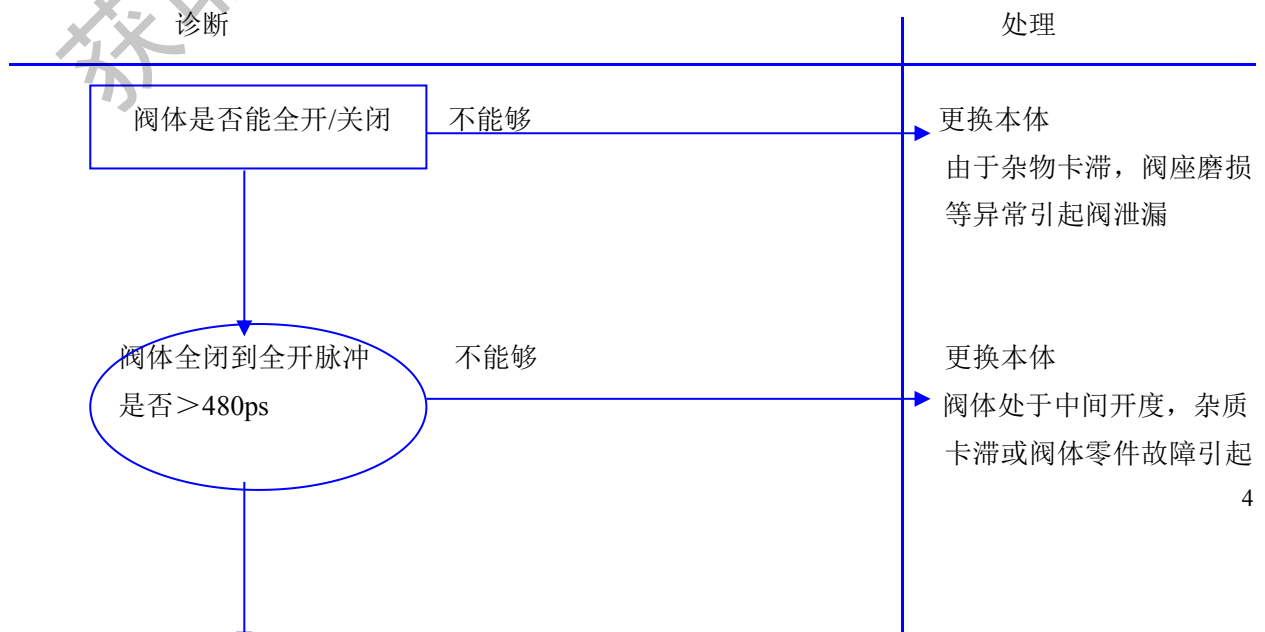 诊断
处理
阀体是否能全开/关闭
不能够
更换本体
由于杂物卡滞，阀座磨损
等异常引起阀泄漏
阀体全闭到全开脉冲
是否＞480ps
不能够
更换本体
阀体处于中间开度，杂质
卡滞或阀体零件故障引起
4
获